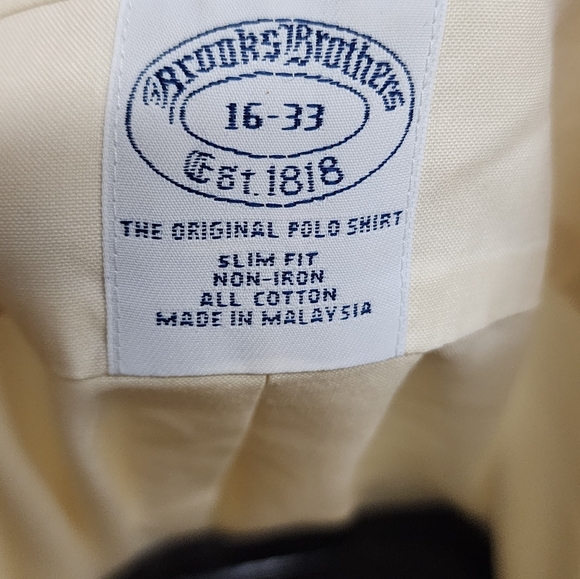 Brooks Brothers
16-33
Est. 1818
THE ORIGINAL POLO SHIRT
SLIM FIT
NON-IRON
ALL COTTON
MADE IN MALAYSIA